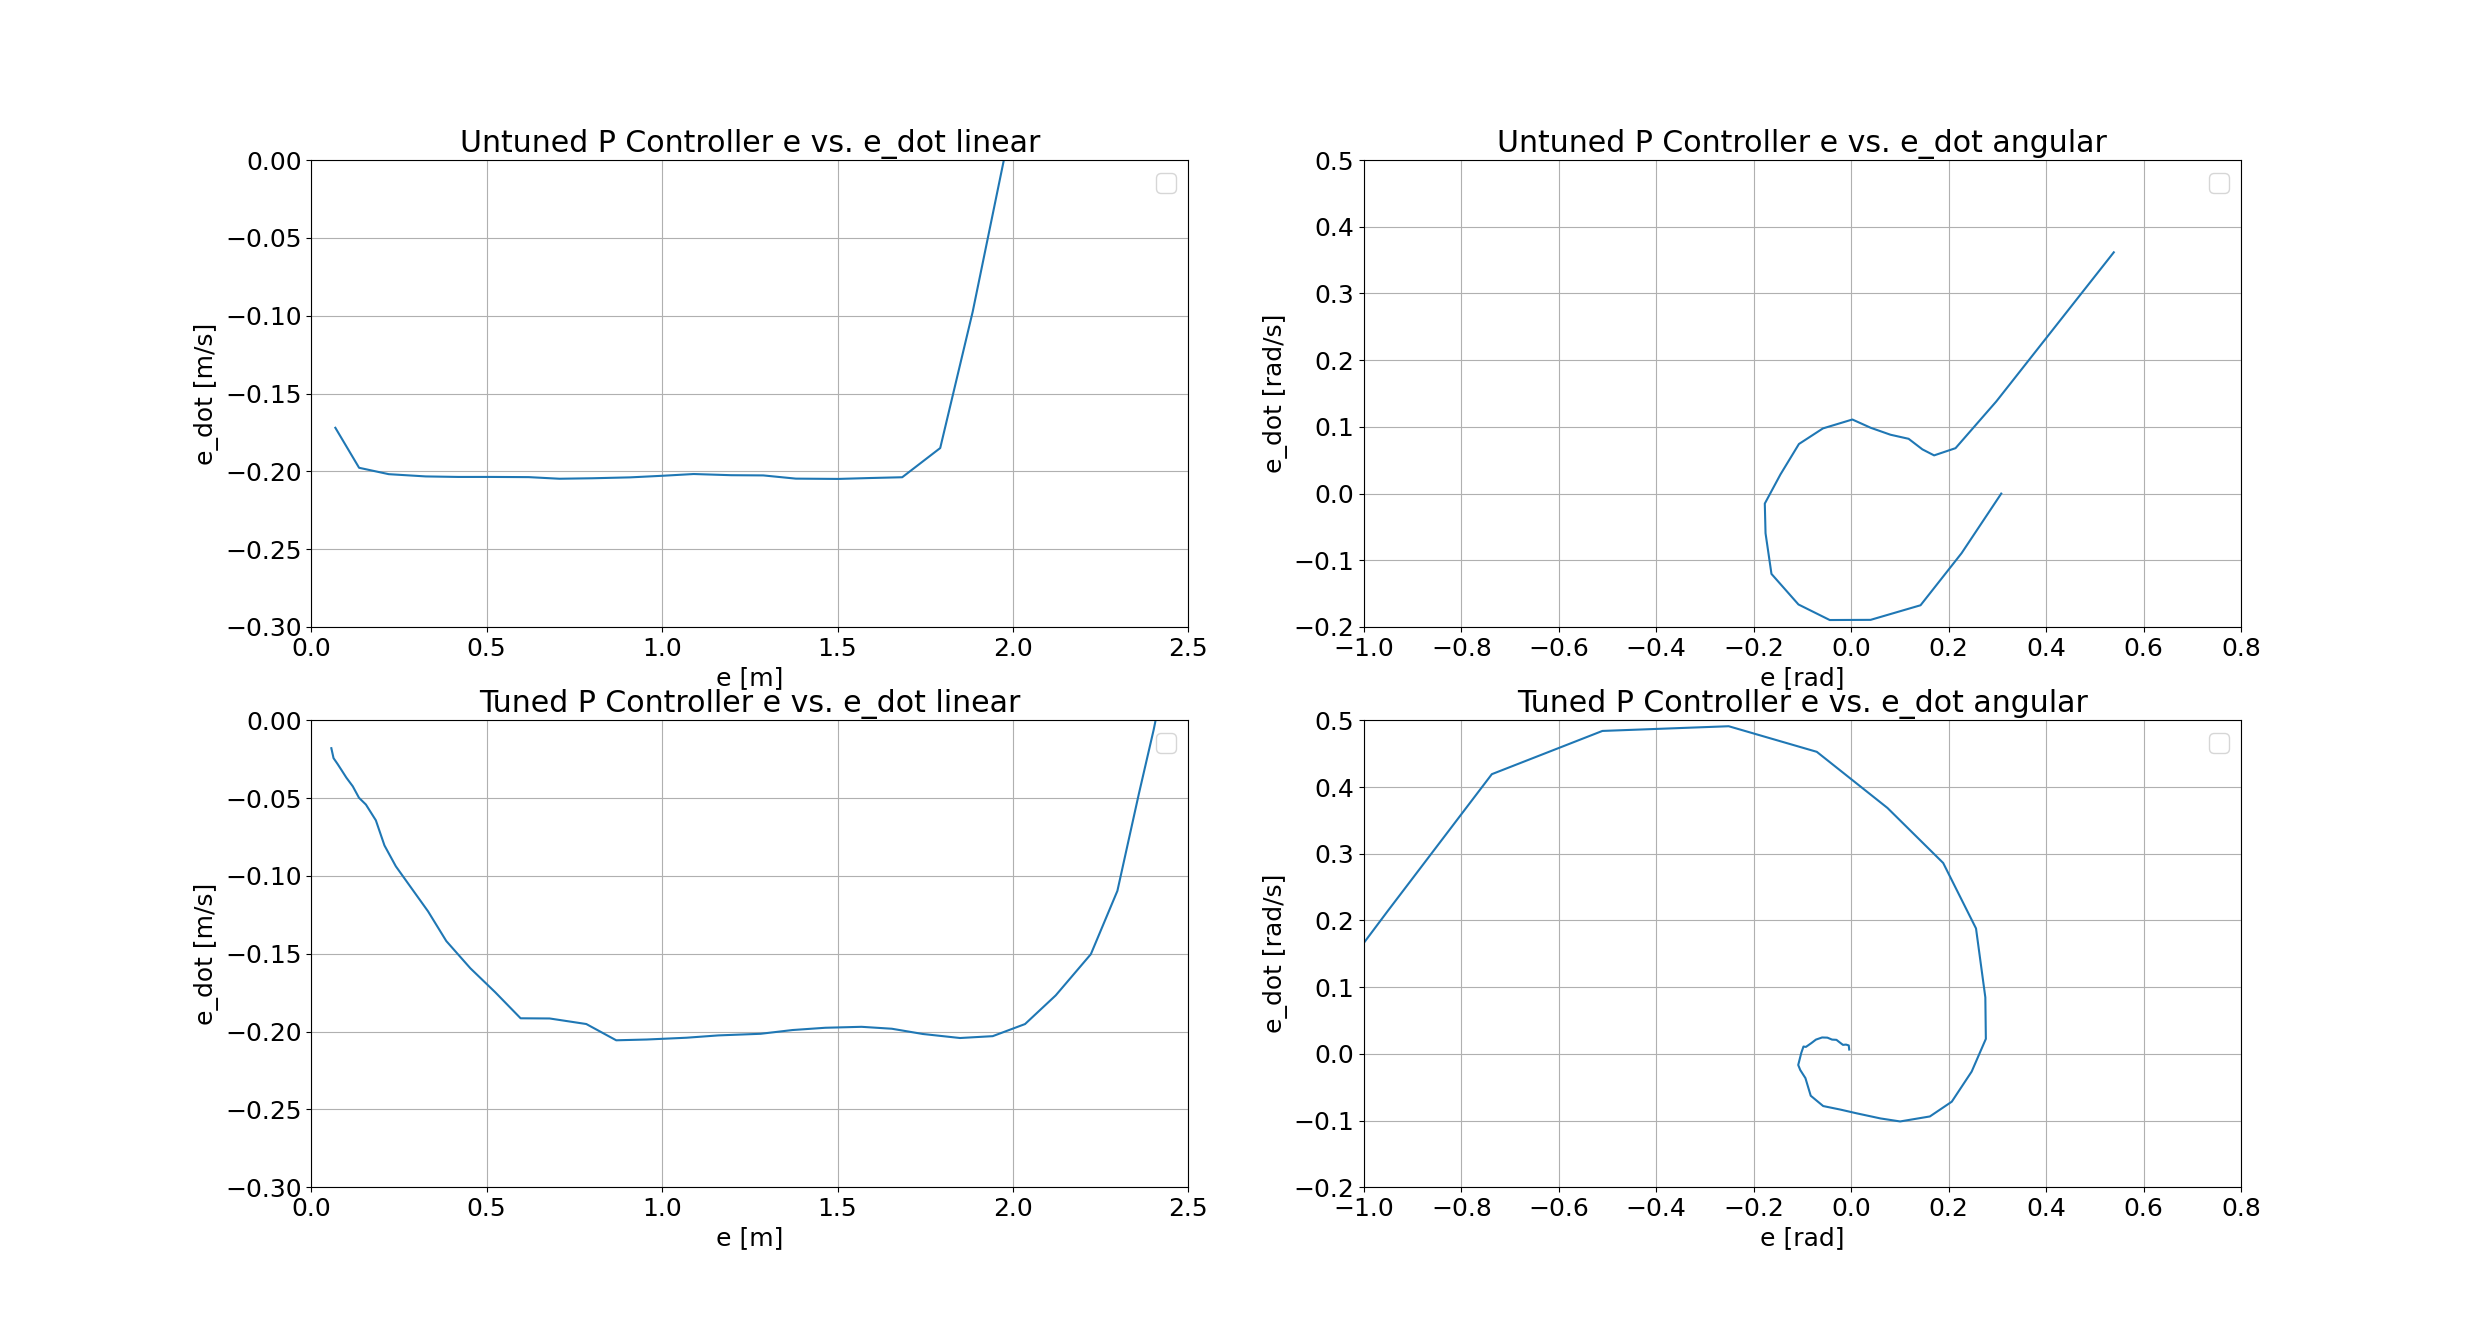 Untuned P Controller e vs. e_dot linear
0.00
−0.05
−0.10
−0.15
−0.20
−0.25
−0.30
e_dot [m/s]
0.0 0.5 1.0 1.5 2.0 2.5
e [m]
Untuned P Controller e vs. e_dot angular
0.5
0.4
0.3
0.2
0.1
0.0
−0.1
−0.2
e_dot [rad/s]
−1.0 −0.8 −0.6 −0.4 −0.2 0.0 0.2 0.4 0.6 0.8
e [rad]
Tuned P Controller e vs. e_dot linear
0.00
−0.05
−0.10
−0.15
−0.20
−0.25
−0.30
e_dot [m/s]
0.0 0.5 1.0 1.5 2.0 2.5
e [m]
Tuned P Controller e vs. e_dot angular
0.5
0.4
0.3
0.2
0.1
0.0
−0.1
−0.2
e_dot [rad/s]
−1.0 −0.8 −0.6 −0.4 −0.2 0.0 0.2 0.4 0.6 0.8
e [rad]